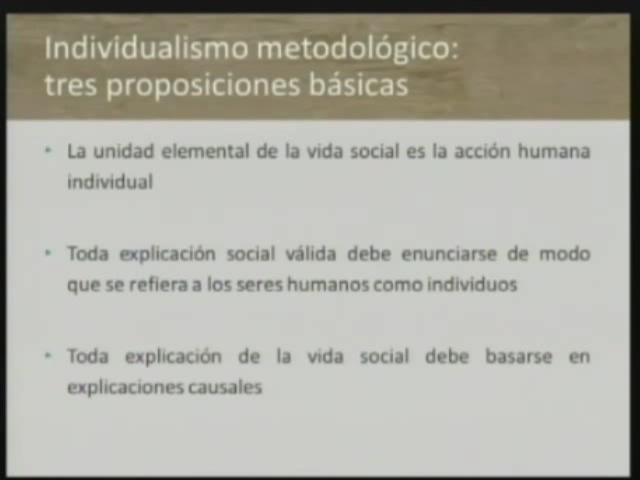 Individualismo metodológico:
tres proposiciones básicas
• La unidad elemental de la vida social es la acción humana
individual
• Toda explicación social válida debe enunciarse de modo
que se refiera a los seres humanos como individuos
• Toda explicación de la vida social debe basarse en
explicaciones causales